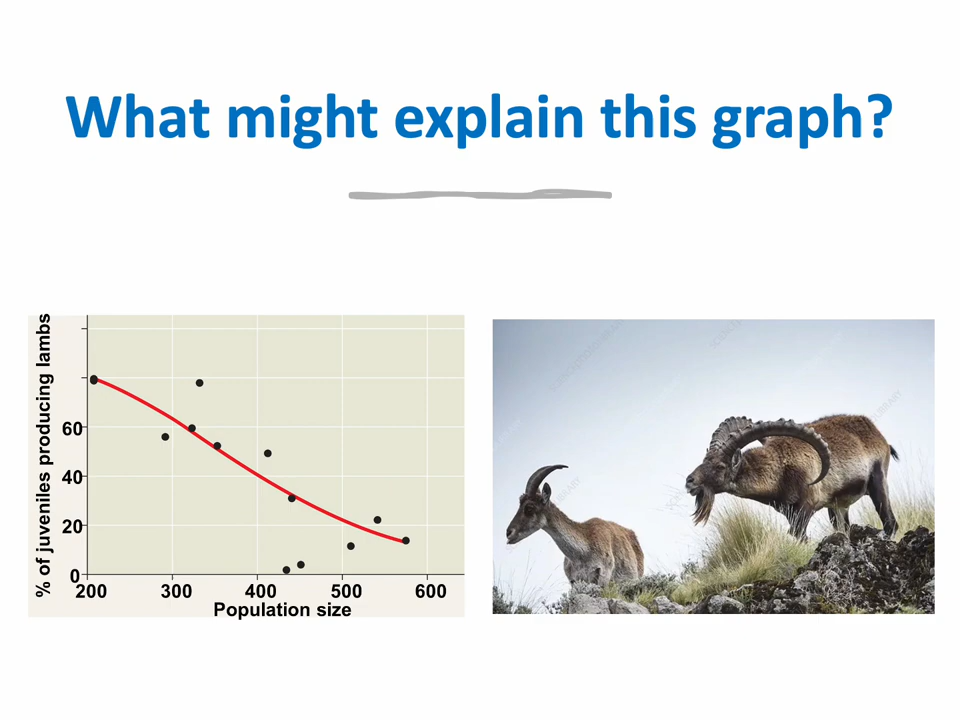 What might explain this graph?
% of juveniles producing lambs
60
40
20
0
200 300 400 500 600
Population size